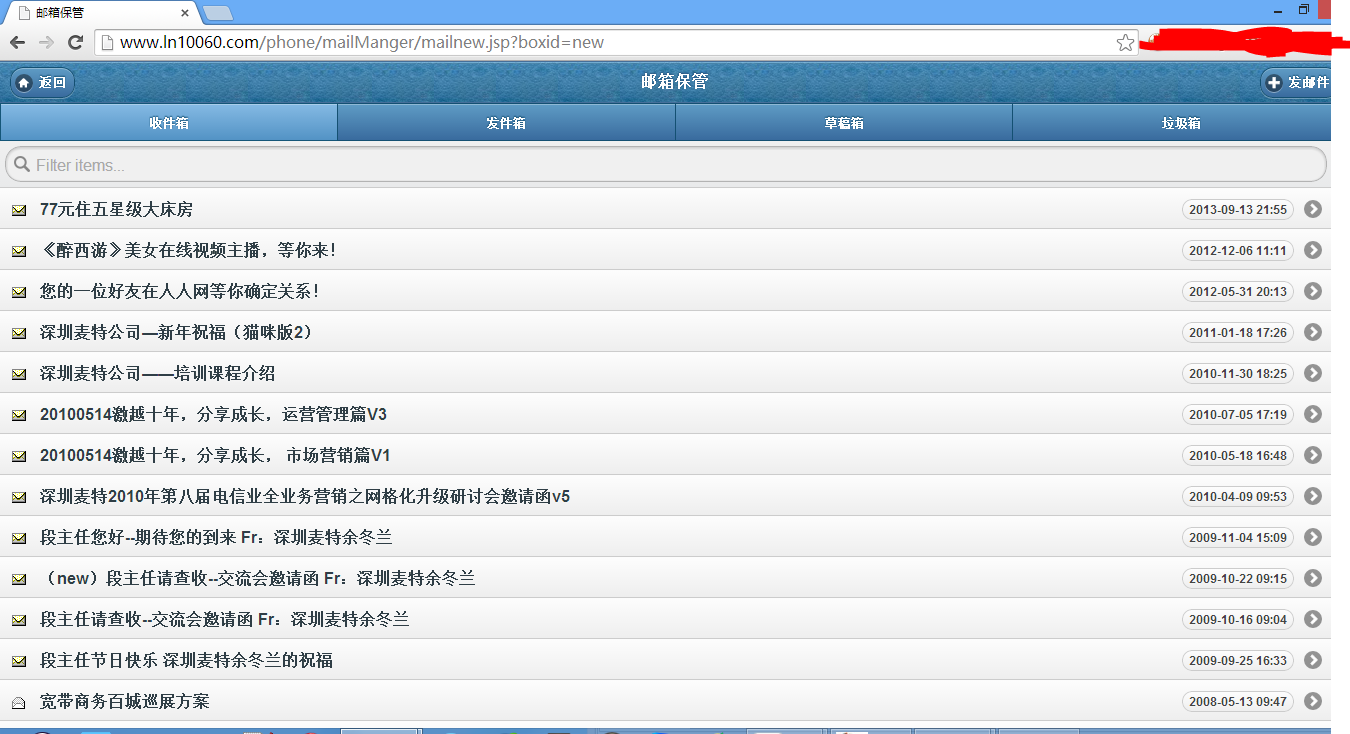 邮箱保管
www.ln10060.com/phone/mailManger/mailnew.jsp?boxid=new
返回 邮箱保管 发邮件
收件箱 发件箱 草稿箱 垃圾箱
Filter items...
77元住五星级大床房 2013-09-13 21:55
《醉西游》美女在线视频主播，等你来！ 2012-12-06 11:11
您的一位好友在人人网等你确定关系！ 2012-05-31 20:13
深圳麦特公司—新年祝福（猫咪版2） 2011-01-18 17:26
深圳麦特公司——培训课程介绍 2010-11-30 18:25
20100514激越十年，分享成长，运营管理篇V3 2010-07-05 17:19
20100514激越十年，分享成长， 市场营销篇V1 2010-05-18 16:48
深圳麦特2010年第八届电信业全业务营销之网格化升级研讨会邀请函v5 2010-04-09 09:53
段主任您好--期待您的到来 Fr：深圳麦特余冬兰 2009-11-04 15:09
（new）段主任请查收--交流会邀请函 Fr：深圳麦特余冬兰 2009-10-22 09:15
段主任请查收--交流会邀请函 Fr：深圳麦特余冬兰 2009-10-16 09:04
段主任节日快乐 深圳麦特余冬兰的祝福 2009-09-25 16:33
宽带商务百城巡展方案 2008-05-13 09:47